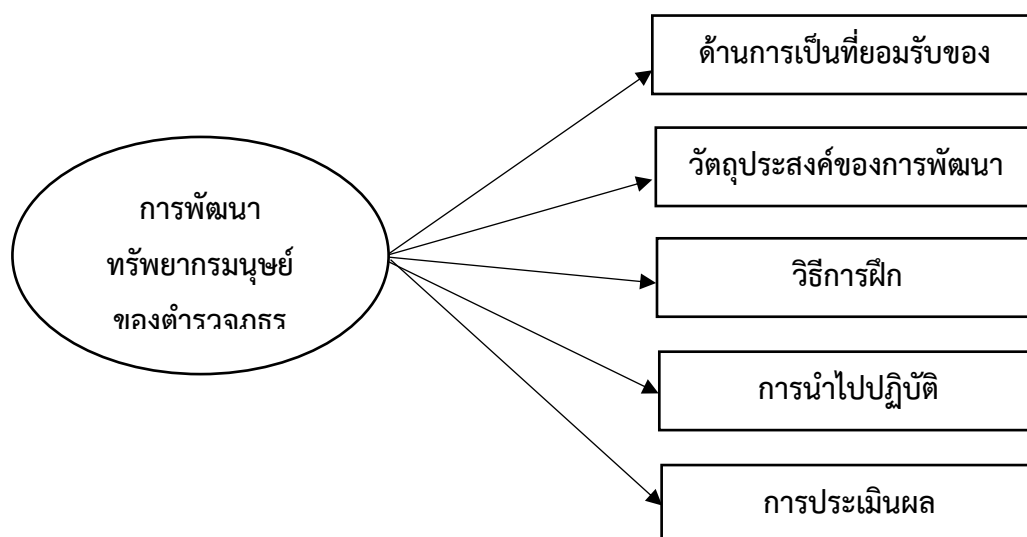 ด้านการเป็นที่ยอมรับของ
วัตถุประสงค์ของการพัฒนา
การพัฒนา
ทรัพยากรมนุษย์
ของตำรวจภูธร
วิธีการฝึก
การนำไปปฏิบัติ
การประเมินผล